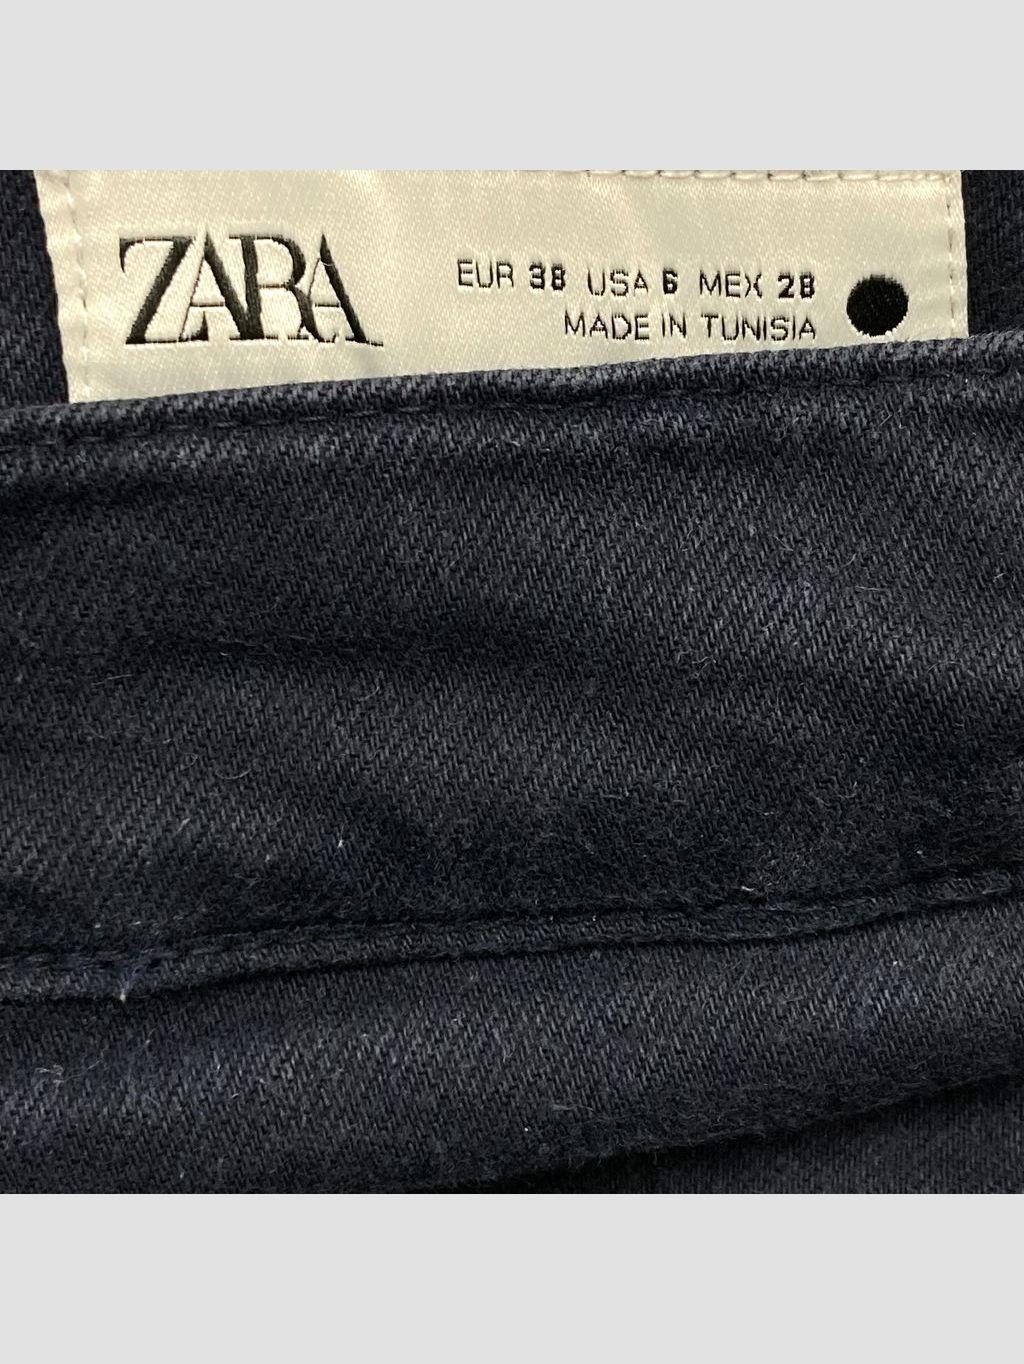 ZARA
EUR 38 USA 6 MEX 28
MADE IN TUNISIA